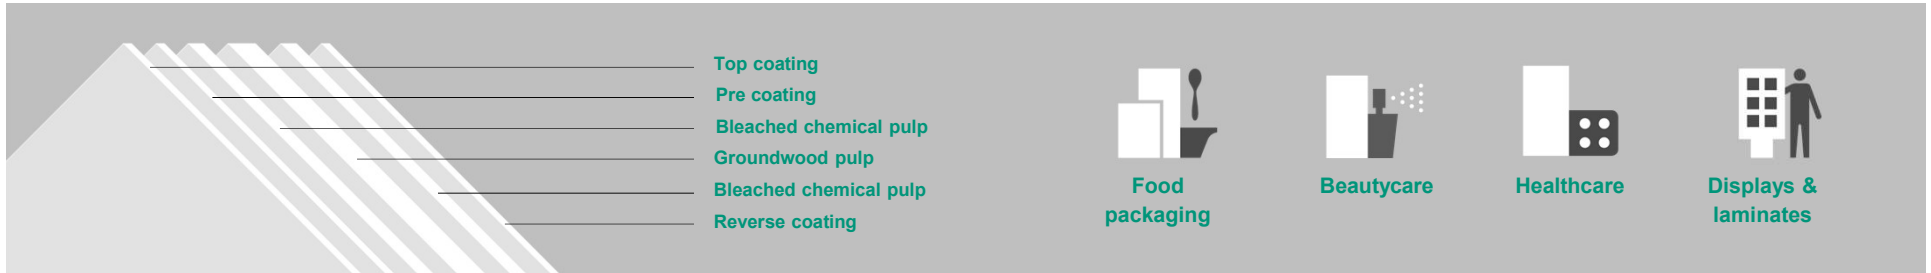 Top coating
Pre coating
Bleached chemical pulp
Groundwood pulp
Bleached chemical pulp
Reverse coating
Food
packaging
Beautycare
Healthcare
Displays &
laminates